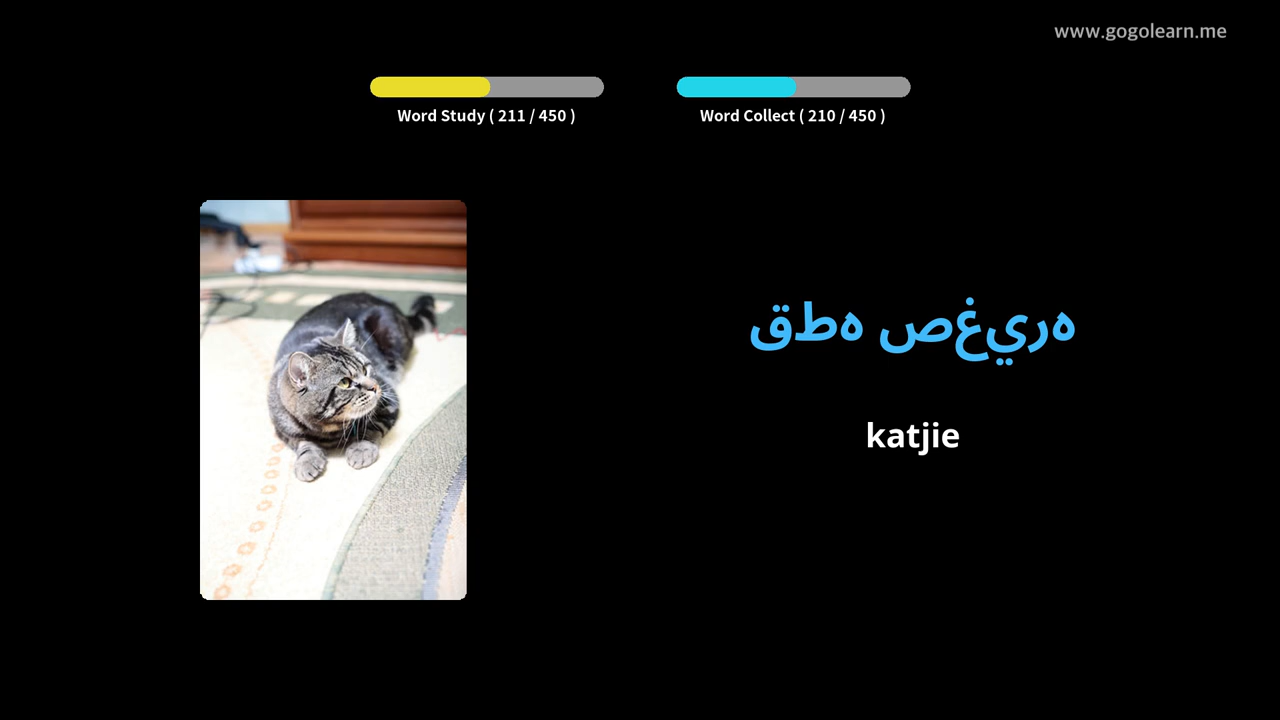 www.gogolearn.me
Word Study ( 211 / 450 )
Word Collect ( 210 / 450 )
قطه صغيره
katjie